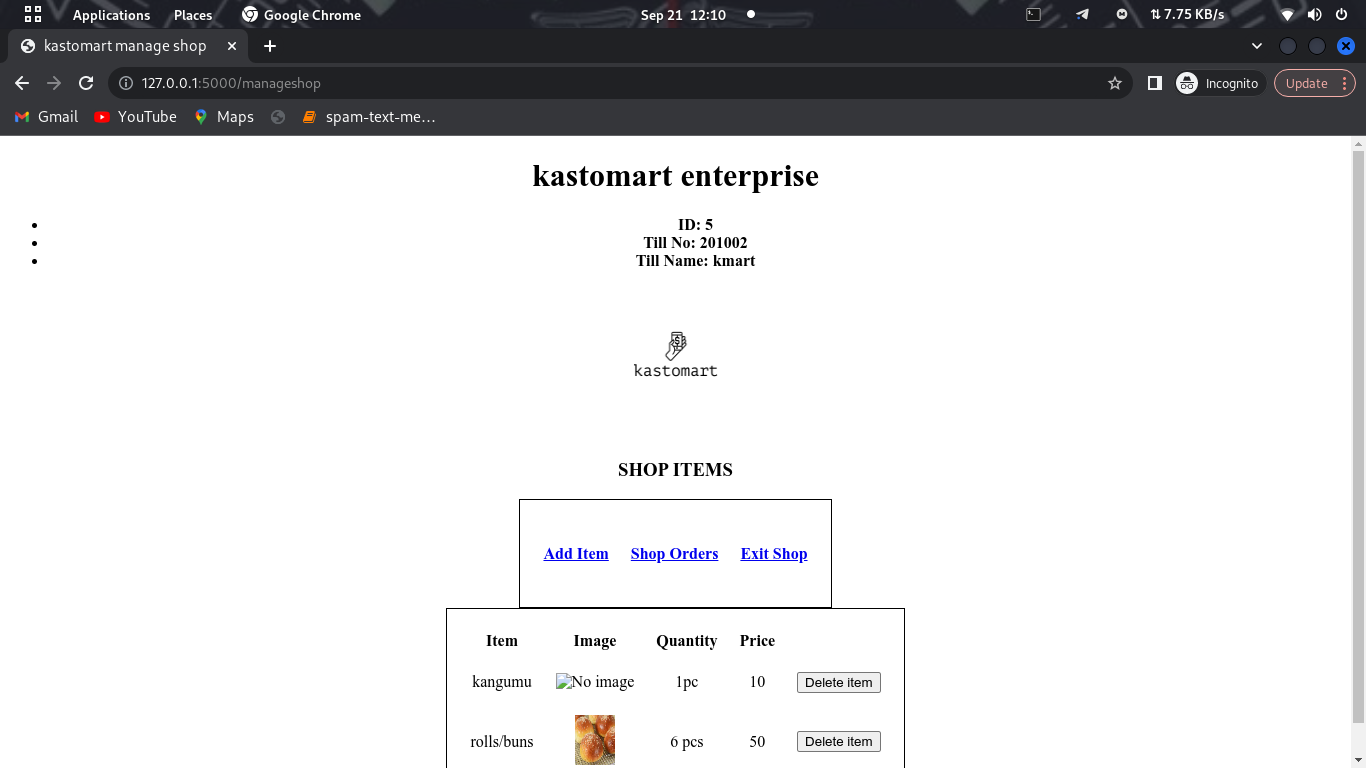 Applications Places Google Chrome Sep 21 12:10 7.75 KB/s
kastomart manage shop
127.0.0.1:5000/manageshop Incognito Update
Gmail YouTube Maps spam-text-me…
kastomart enterprise
ID: 5
Till No: 201002
Till Name: kmart
kastomart
SHOP ITEMS
Add Item Shop Orders Exit Shop
Item Image Quantity Price
kangumu No image 1pc 10 Delete item
rolls/buns 6 pcs 50 Delete item